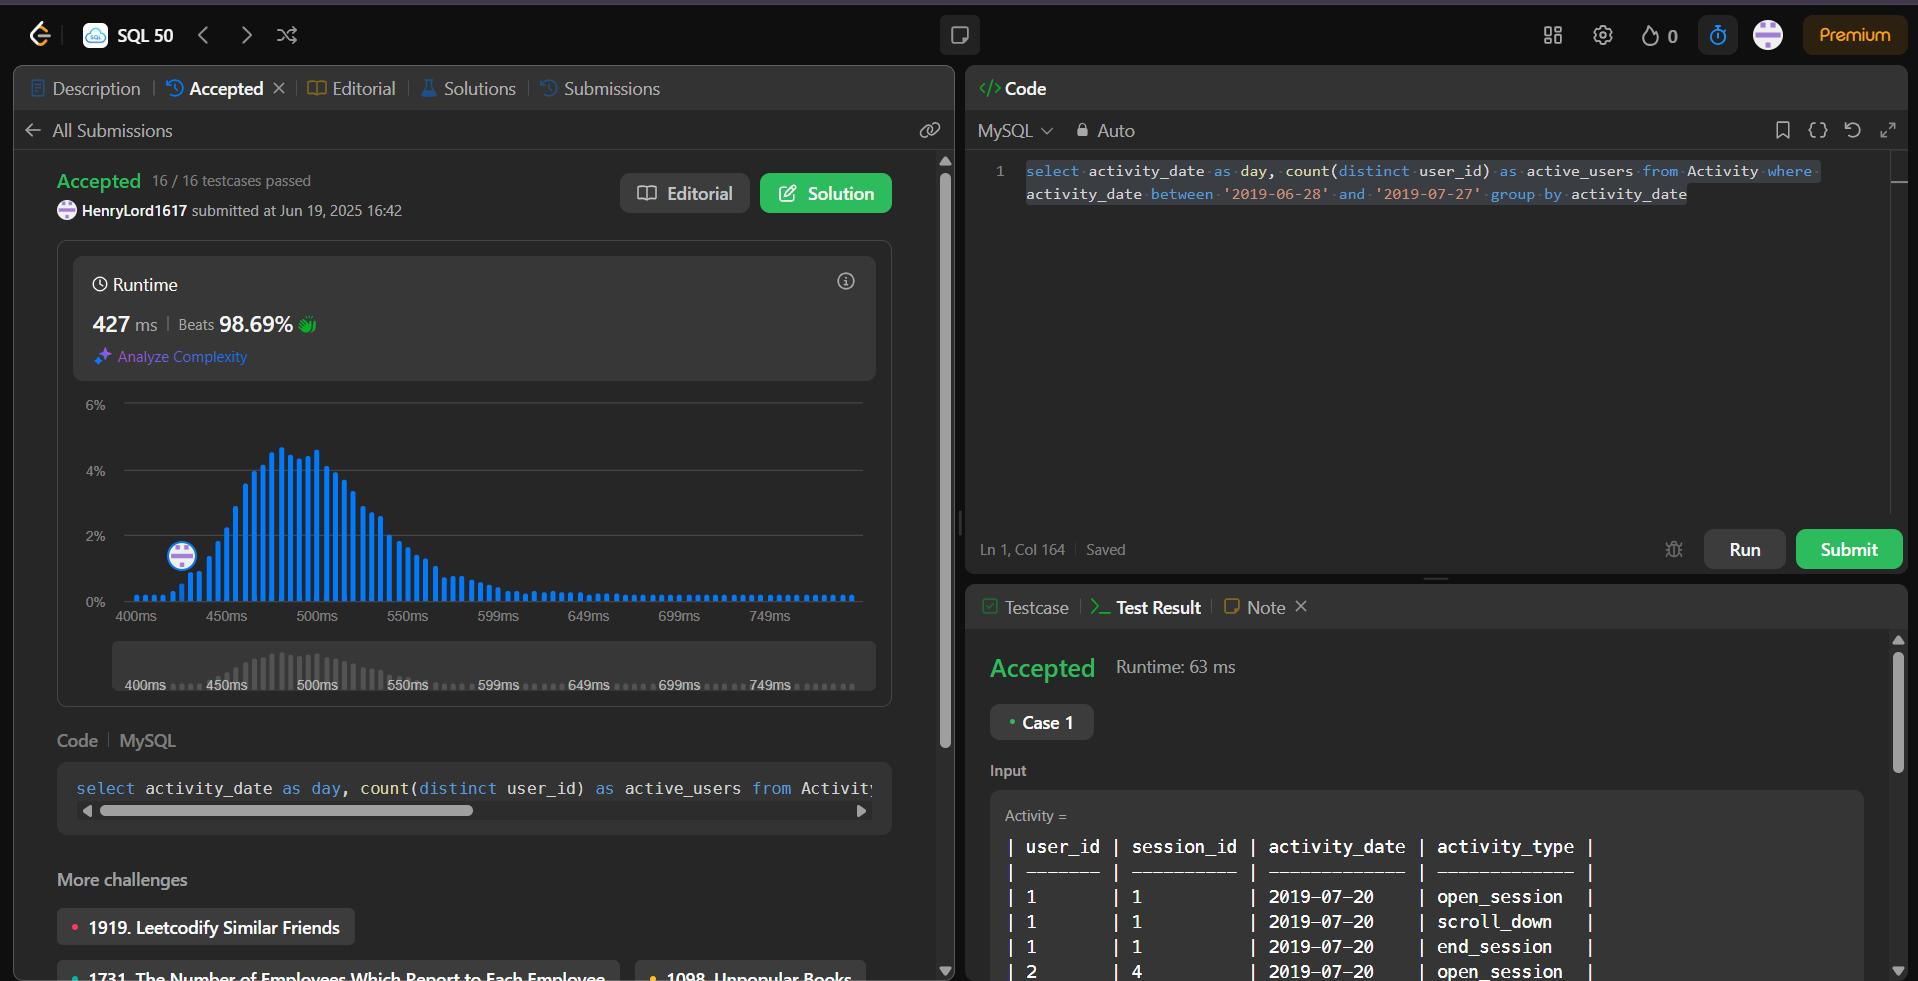 SQL 50
0
Premium
Description
Accepted
Editorial
Solutions
Submissions
All Submissions
Accepted 16 / 16 testcases passed
HenryLord1617 submitted at Jun 19, 2025 16:42
Editorial
Solution
Runtime
427 ms Beats 98.69%
Analyze Complexity
6%
4%
2%
0%
400ms 450ms 500ms 550ms 599ms 649ms 699ms 749ms
400ms 450ms 500ms 550ms 599ms 649ms 699ms 749ms
Code MySQL
select activity_date as day, count(distinct user_id) as active_users from Activity
More challenges
1919. Leetcodify Similar Friends
1731. The Number of Employees Which Report to Each Employee
1098. Unpopular Books
</> Code
MySQL Auto
1 select activity_date as day, count(distinct user_id) as active_users from Activity where
activity_date between '2019-06-28' and '2019-07-27' group by activity_date
Ln 1, Col 164 Saved
Run
Submit
Testcase
Test Result
Note
Accepted Runtime: 63 ms
Case 1
Input
Activity =
| user_id | session_id | activity_date | activity_type |
| ------- | ---------- | ------------- | ------------- |
| 1 | 1 | 2019-07-20 | open_session |
| 1 | 1 | 2019-07-20 | scroll_down |
| 1 | 1 | 2019-07-20 | end_session |
| 2 | 4 | 2019-07-20 | open_session |